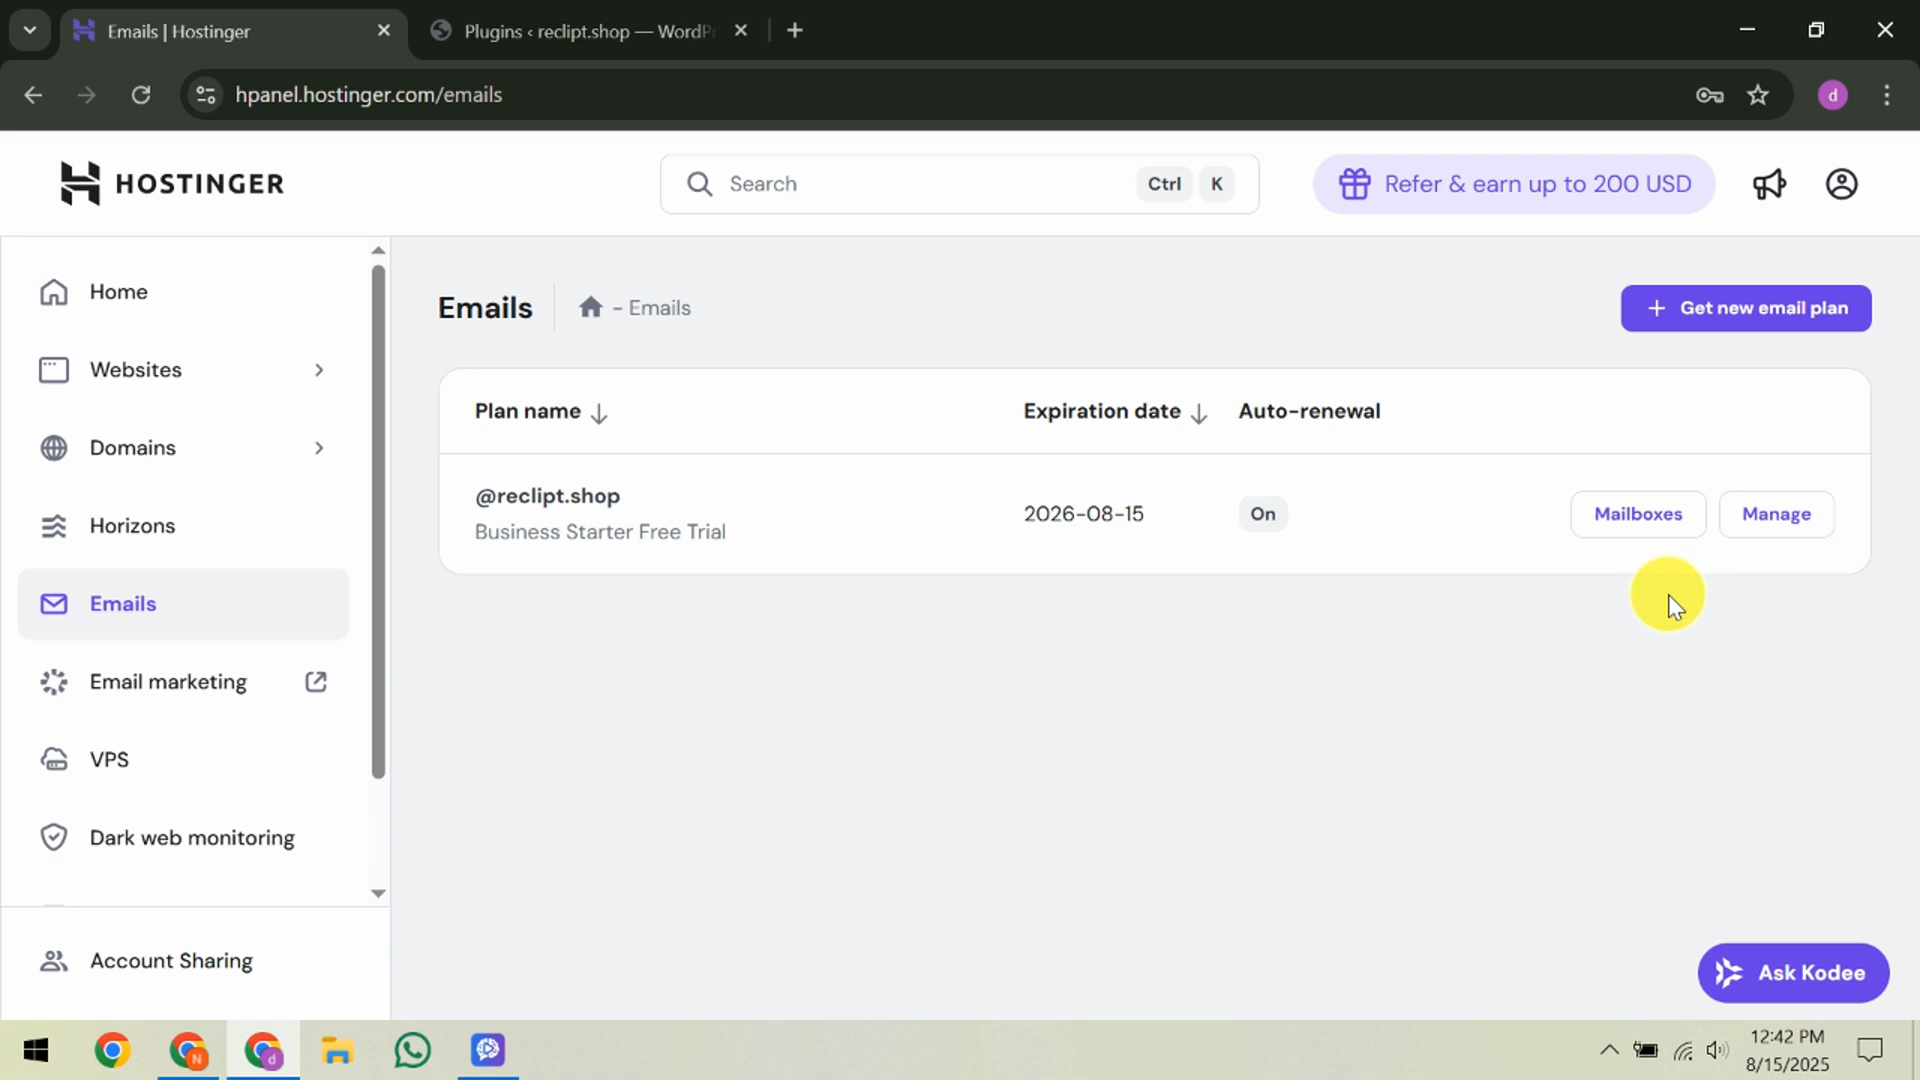 Emails | Hostinger
Plugins ‹ reclipt.shop — WordP
hpanel.hostinger.com/emails
d
HOSTINGER
Search
Ctrl
K
Refer & earn up to 200 USD
Home
Websites
Domains
Horizons
Emails
Email marketing
VPS
Dark web monitoring
Account Sharing
Emails
– Emails
Get new email plan
Plan name
Expiration date
Auto-renewal
@reclipt.shop
Business Starter Free Trial
2026-08-15
On
Mailboxes
Manage
Ask Kodee
N
d
12:42 PM
8/15/2025